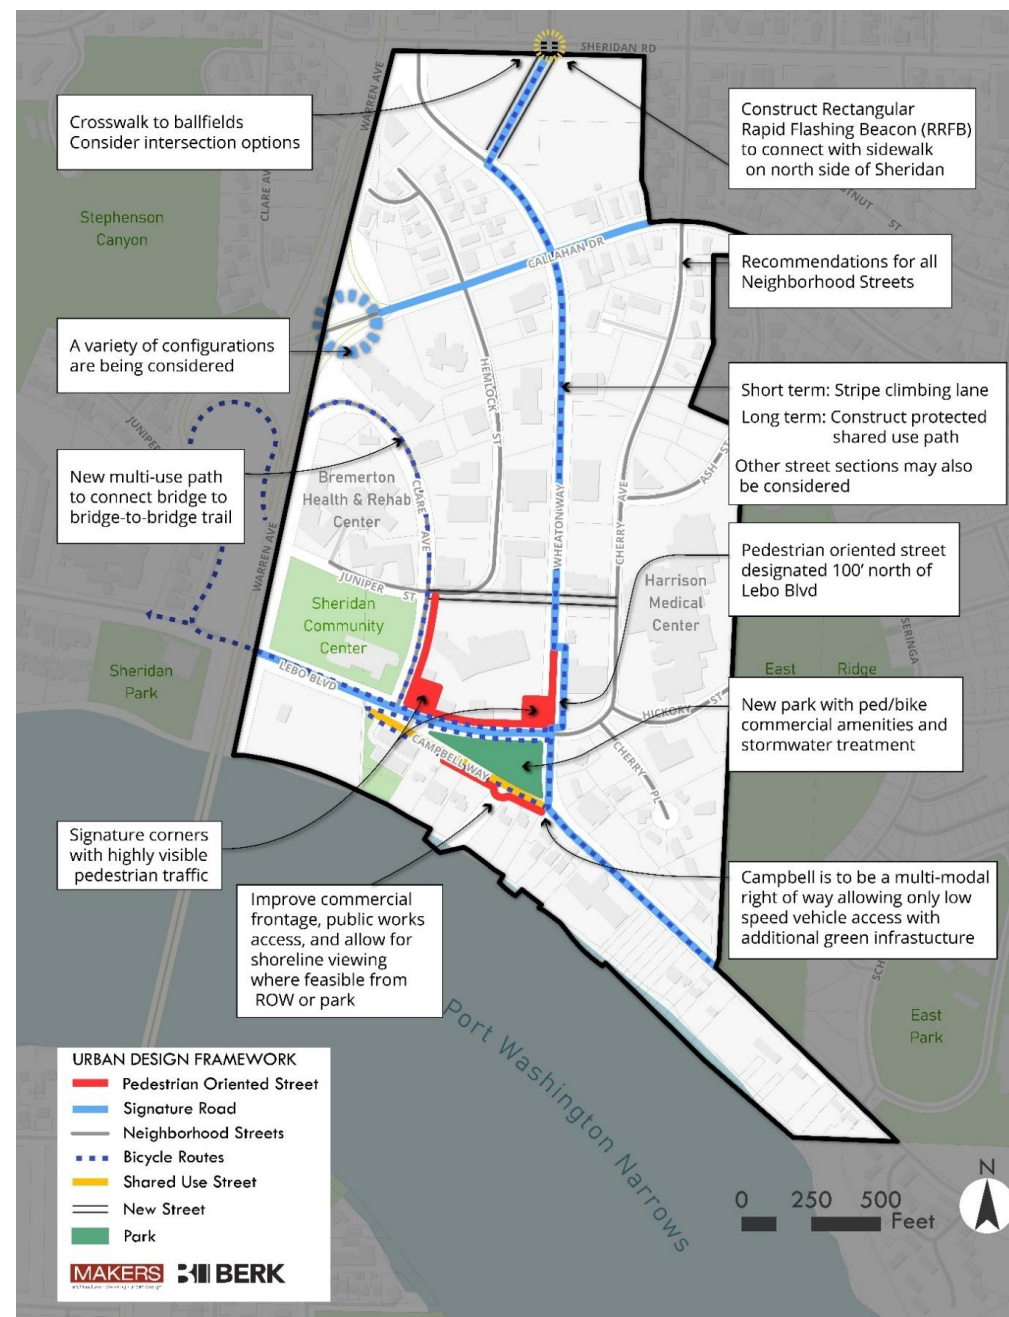 SHERIDAN RD
WARREN AVE
Crosswalk to ballfields
Consider intersection options
Construct Rectangular
Rapid Flashing Beacon (RRFB)
to connect with sidewalk
on north side of Sheridan
CLARE AV
Stephenson
Canyon
NUT ST
CALLAHAN DR
Recommendations for all
Neighborhood Streets
A variety of configurations
are being considered
HEMLOCK ST
Short term: Stripe climbing lane
Long term: Construct protected
shared use path
Other street sections may also
be considered
JUNIPER
New multi-use path
to connect bridge to
bridge-to-bridge trail
Bremerton
Health & Rehab
Center
CLARE AVE
WHEATON WAY
CHERRY AVE
ASH ST
WARREN AVE
Pedestrian oriented street
designated 100’ north of
Lebo Blvd
JUNIPER ST
Harrison
Medical
Center
Sheridan
Community
Center
SERINGA
Sheridan
Park
LEBO BLVD
East Ridge
HICKORY ST
New park with ped/bike
commercial amenities and
stormwater treatment
CAMPBELL WAY
CHERRY PL
Signature corners
with highly visible
pedestrian traffic
Improve commercial
frontage, public works
access, and allow for
shoreline viewing
where feasible from
ROW or park
Campbell is to be a multi-modal
right of way allowing only low
speed vehicle access with
additional green infrastucture
SCH
East
Park
Port Washington Narrows
URBAN DESIGN FRAMEWORK
Pedestrian Oriented Street
Signature Road
Neighborhood Streets
Bicycle Routes
Shared Use Street
New Street
Park
MAKERS
BERK
N
0 250 500
Feet